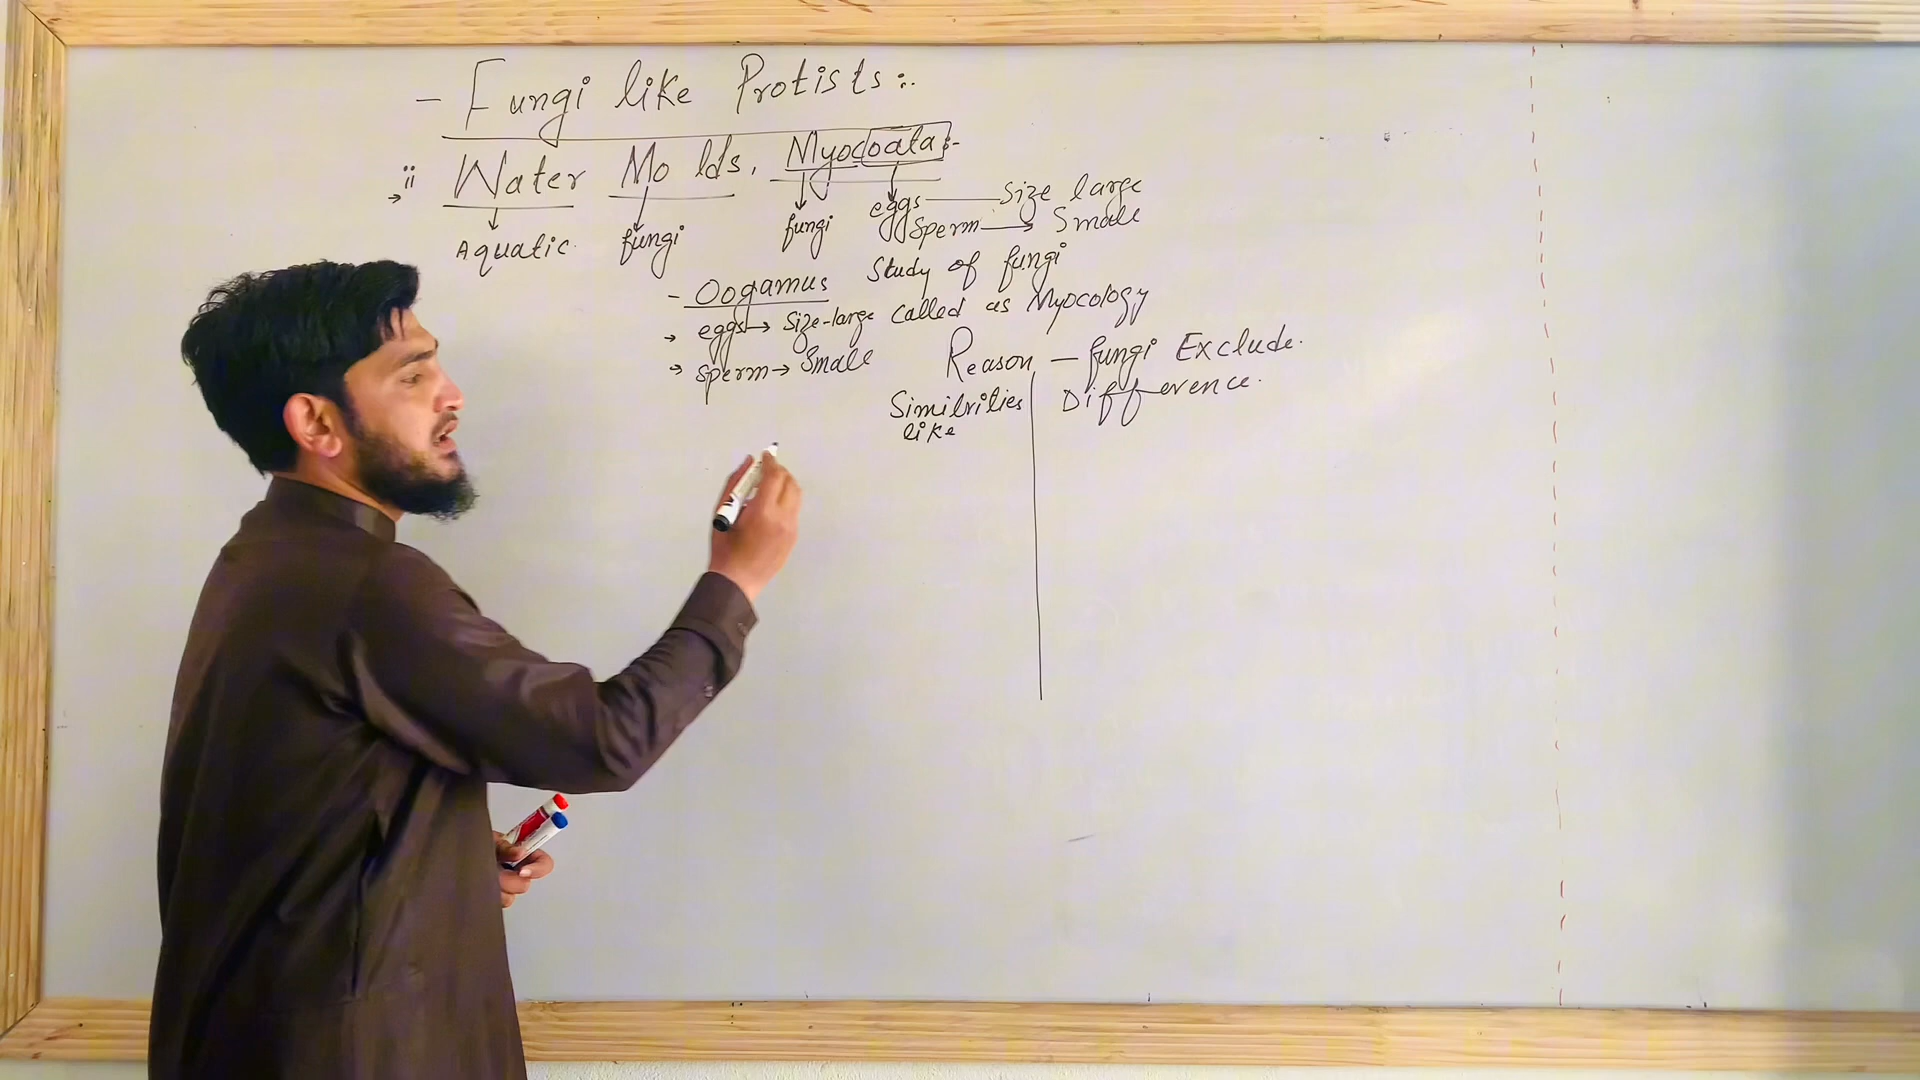 - Fungi like Protists:.
ii Water Molds, Myocoata:-
→ Aquatic. fungi fungi eggs — Size large
Sperm → Small
- Oogamus Study of fungi
→ eggs → Size-large Called as Myocology
→ Sperm → Small Reason - fungi Exclude.
Similrities Difference.
like